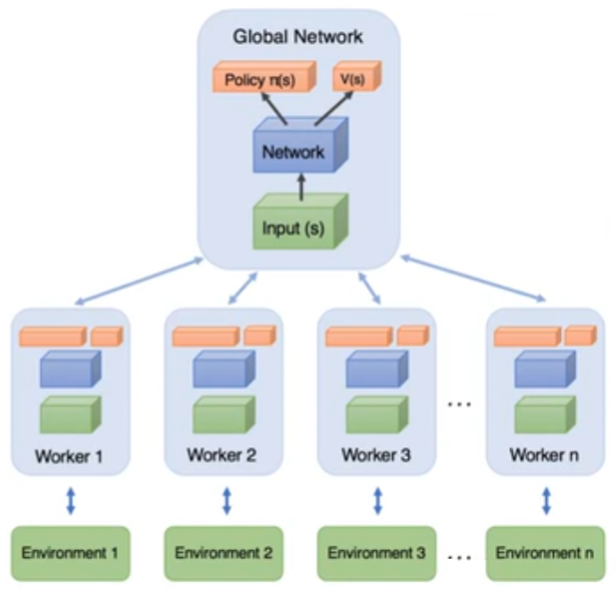 Global Network
Policy π(s)
V(s)
Network
Input (s)
Worker 1
Worker 2
Worker 3
...
Worker n
Environment 1
Environment 2
Environment 3
...
Environment n